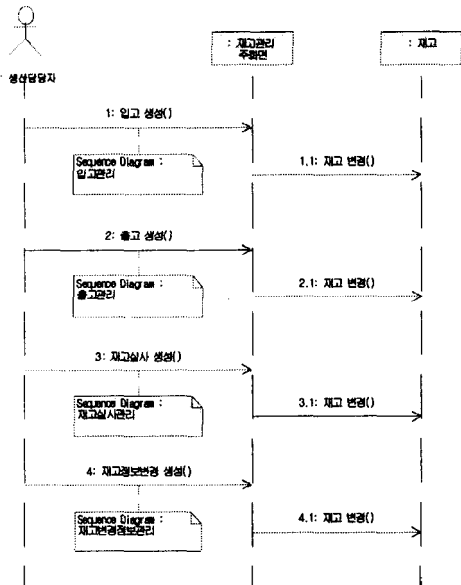 : 재고관리
주화면
: 재고
: 생산담당자
1: 입고 생성()
Sequence Diagram :
입고관리
1.1: 재고 변경()
2: 출고 생성()
Sequence Diagram :
출고관리
2.1: 재고 변경()
3: 재고실사 생성()
Sequence Diagram :
재고실사관리
3.1: 재고 변경()
4: 재고정보변경 생성()
Sequence Diagram :
재고변경정보관리
4.1: 재고 변경()